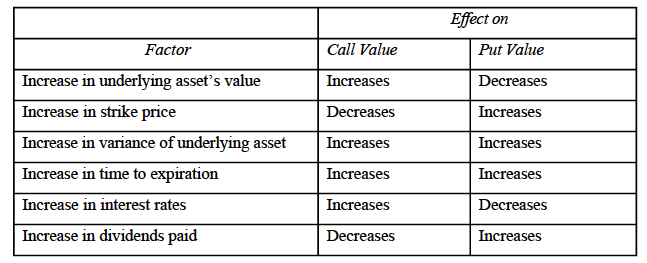 Effect on
Factor Call Value Put Value
Increase in underlying asset’s value Increases Decreases
Increase in strike price Decreases Increases
Increase in variance of underlying asset Increases Increases
Increase in time to expiration Increases Increases
Increase in interest rates Increases Decreases
Increase in dividends paid Decreases Increases